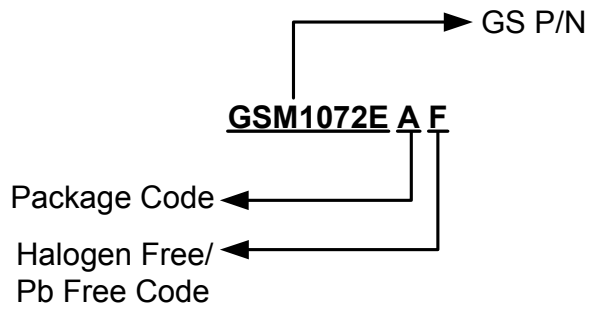 GS P/N
GSM1072E A F
Package Code
Halogen Free/
Pb Free Code